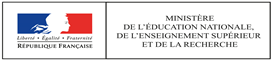 Liberté • Égalité • Fraternité
RÉPUBLIQUE FRANÇAISE
MINISTÈRE
DE L'ÉDUCATION NATIONALE,
DE L'ENSEIGNEMENT SUPÉRIEUR
ET DE LA RECHERCHE